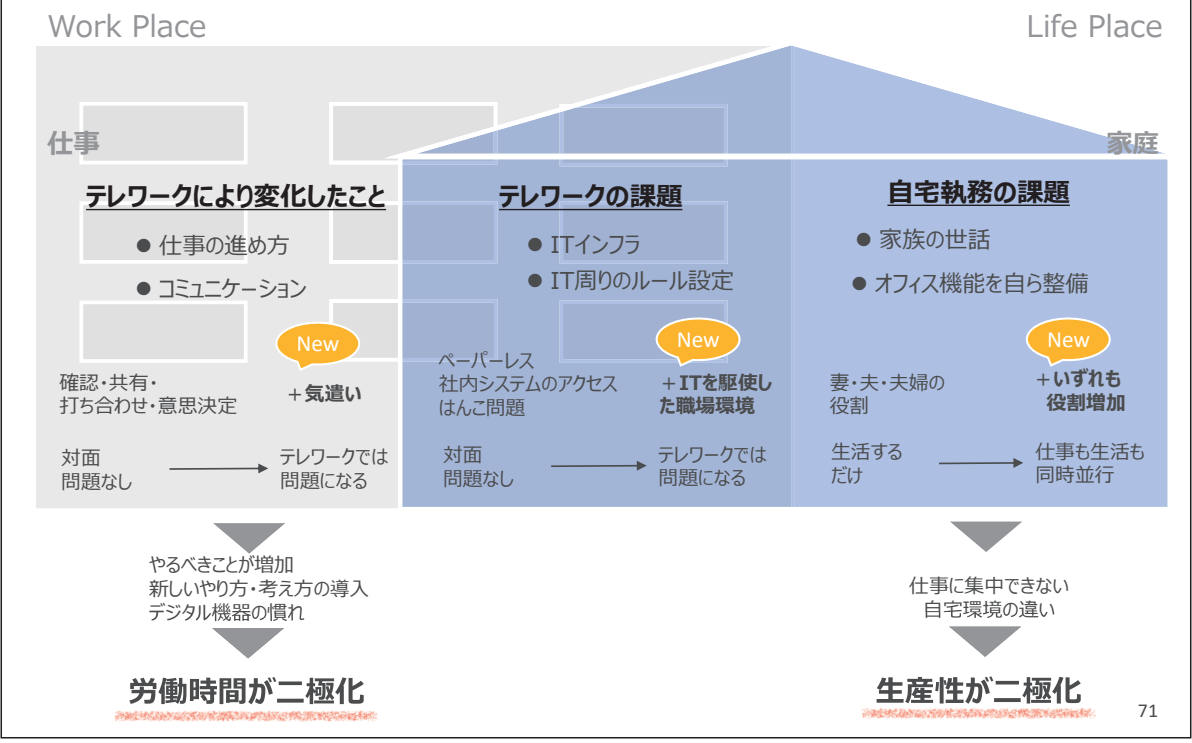 Work Place
Life Place
仕事
家庭
テレワークにより変化したこと
● 仕事の進め方
● コミュニケーション
New
確認・共有・
打ち合わせ・意思決定
＋気遣い
対面
問題なし
テレワークでは
問題になる
テレワークの課題
● ITインフラ
● IT周りのルール設定
New
ペーパーレス
社内システムのアクセス
はんこ問題
＋ITを駆使し
た職場環境
対面
問題なし
テレワークでは
問題になる
自宅執務の課題
● 家族の世話
● オフィス機能を自ら整備
New
妻・夫・夫婦の
役割
＋いずれも
役割増加
生活する
だけ
仕事も生活も
同時並行
やるべきことが増加
新しいやり方・考え方の導入
デジタル機器の慣れ
労働時間が二極化
仕事に集中できない
自宅環境の違い
生産性が二極化
71